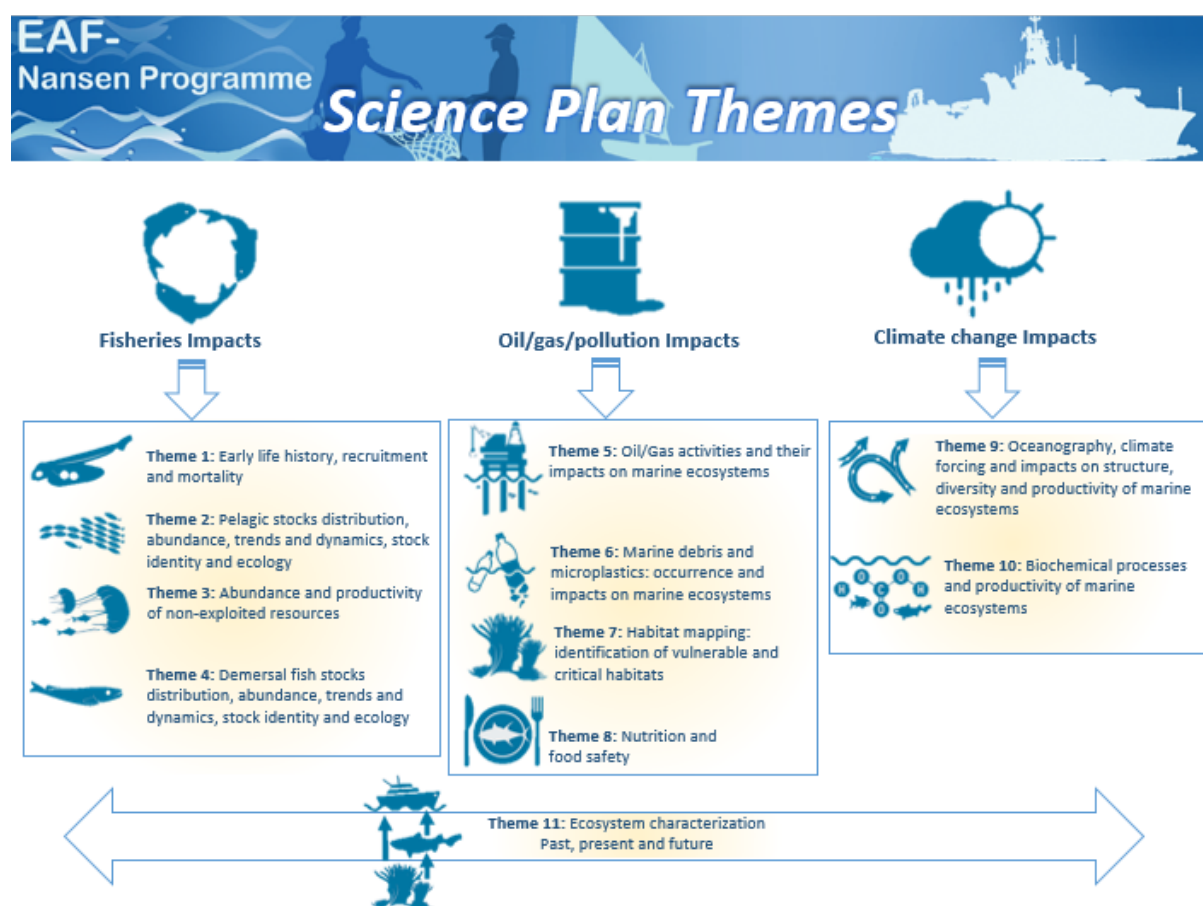 EAF-
Nansen Programme
Science Plan Themes
Fisheries Impacts
Oil/gas/pollution Impacts
Climate change Impacts
Theme 1: Early life history, recruitment
and mortality
Theme 2: Pelagic stocks distribution,
abundance, trends and dynamics, stock
identity and ecology
Theme 3: Abundance and productivity
of non-exploited resources
Theme 4: Demersal fish stocks
distribution, abundance, trends and
dynamics, stock identity and ecology
Theme 5: Oil/Gas activities and their
impacts on marine ecosystems
Theme 6: Marine debris and
microplastics: occurrence and
impacts on marine ecosystems
Theme 7: Habitat mapping:
identification of vulnerable and
critical habitats
Theme 8: Nutrition and
food safety
Theme 9: Oceanography, climate
forcing and impacts on structure,
diversity and productivity of marine
ecosystems
O O
H C H
O
Theme 10: Biochemical processes
and productivity of marine
ecosystems
Theme 11: Ecosystem characterization
Past, present and future